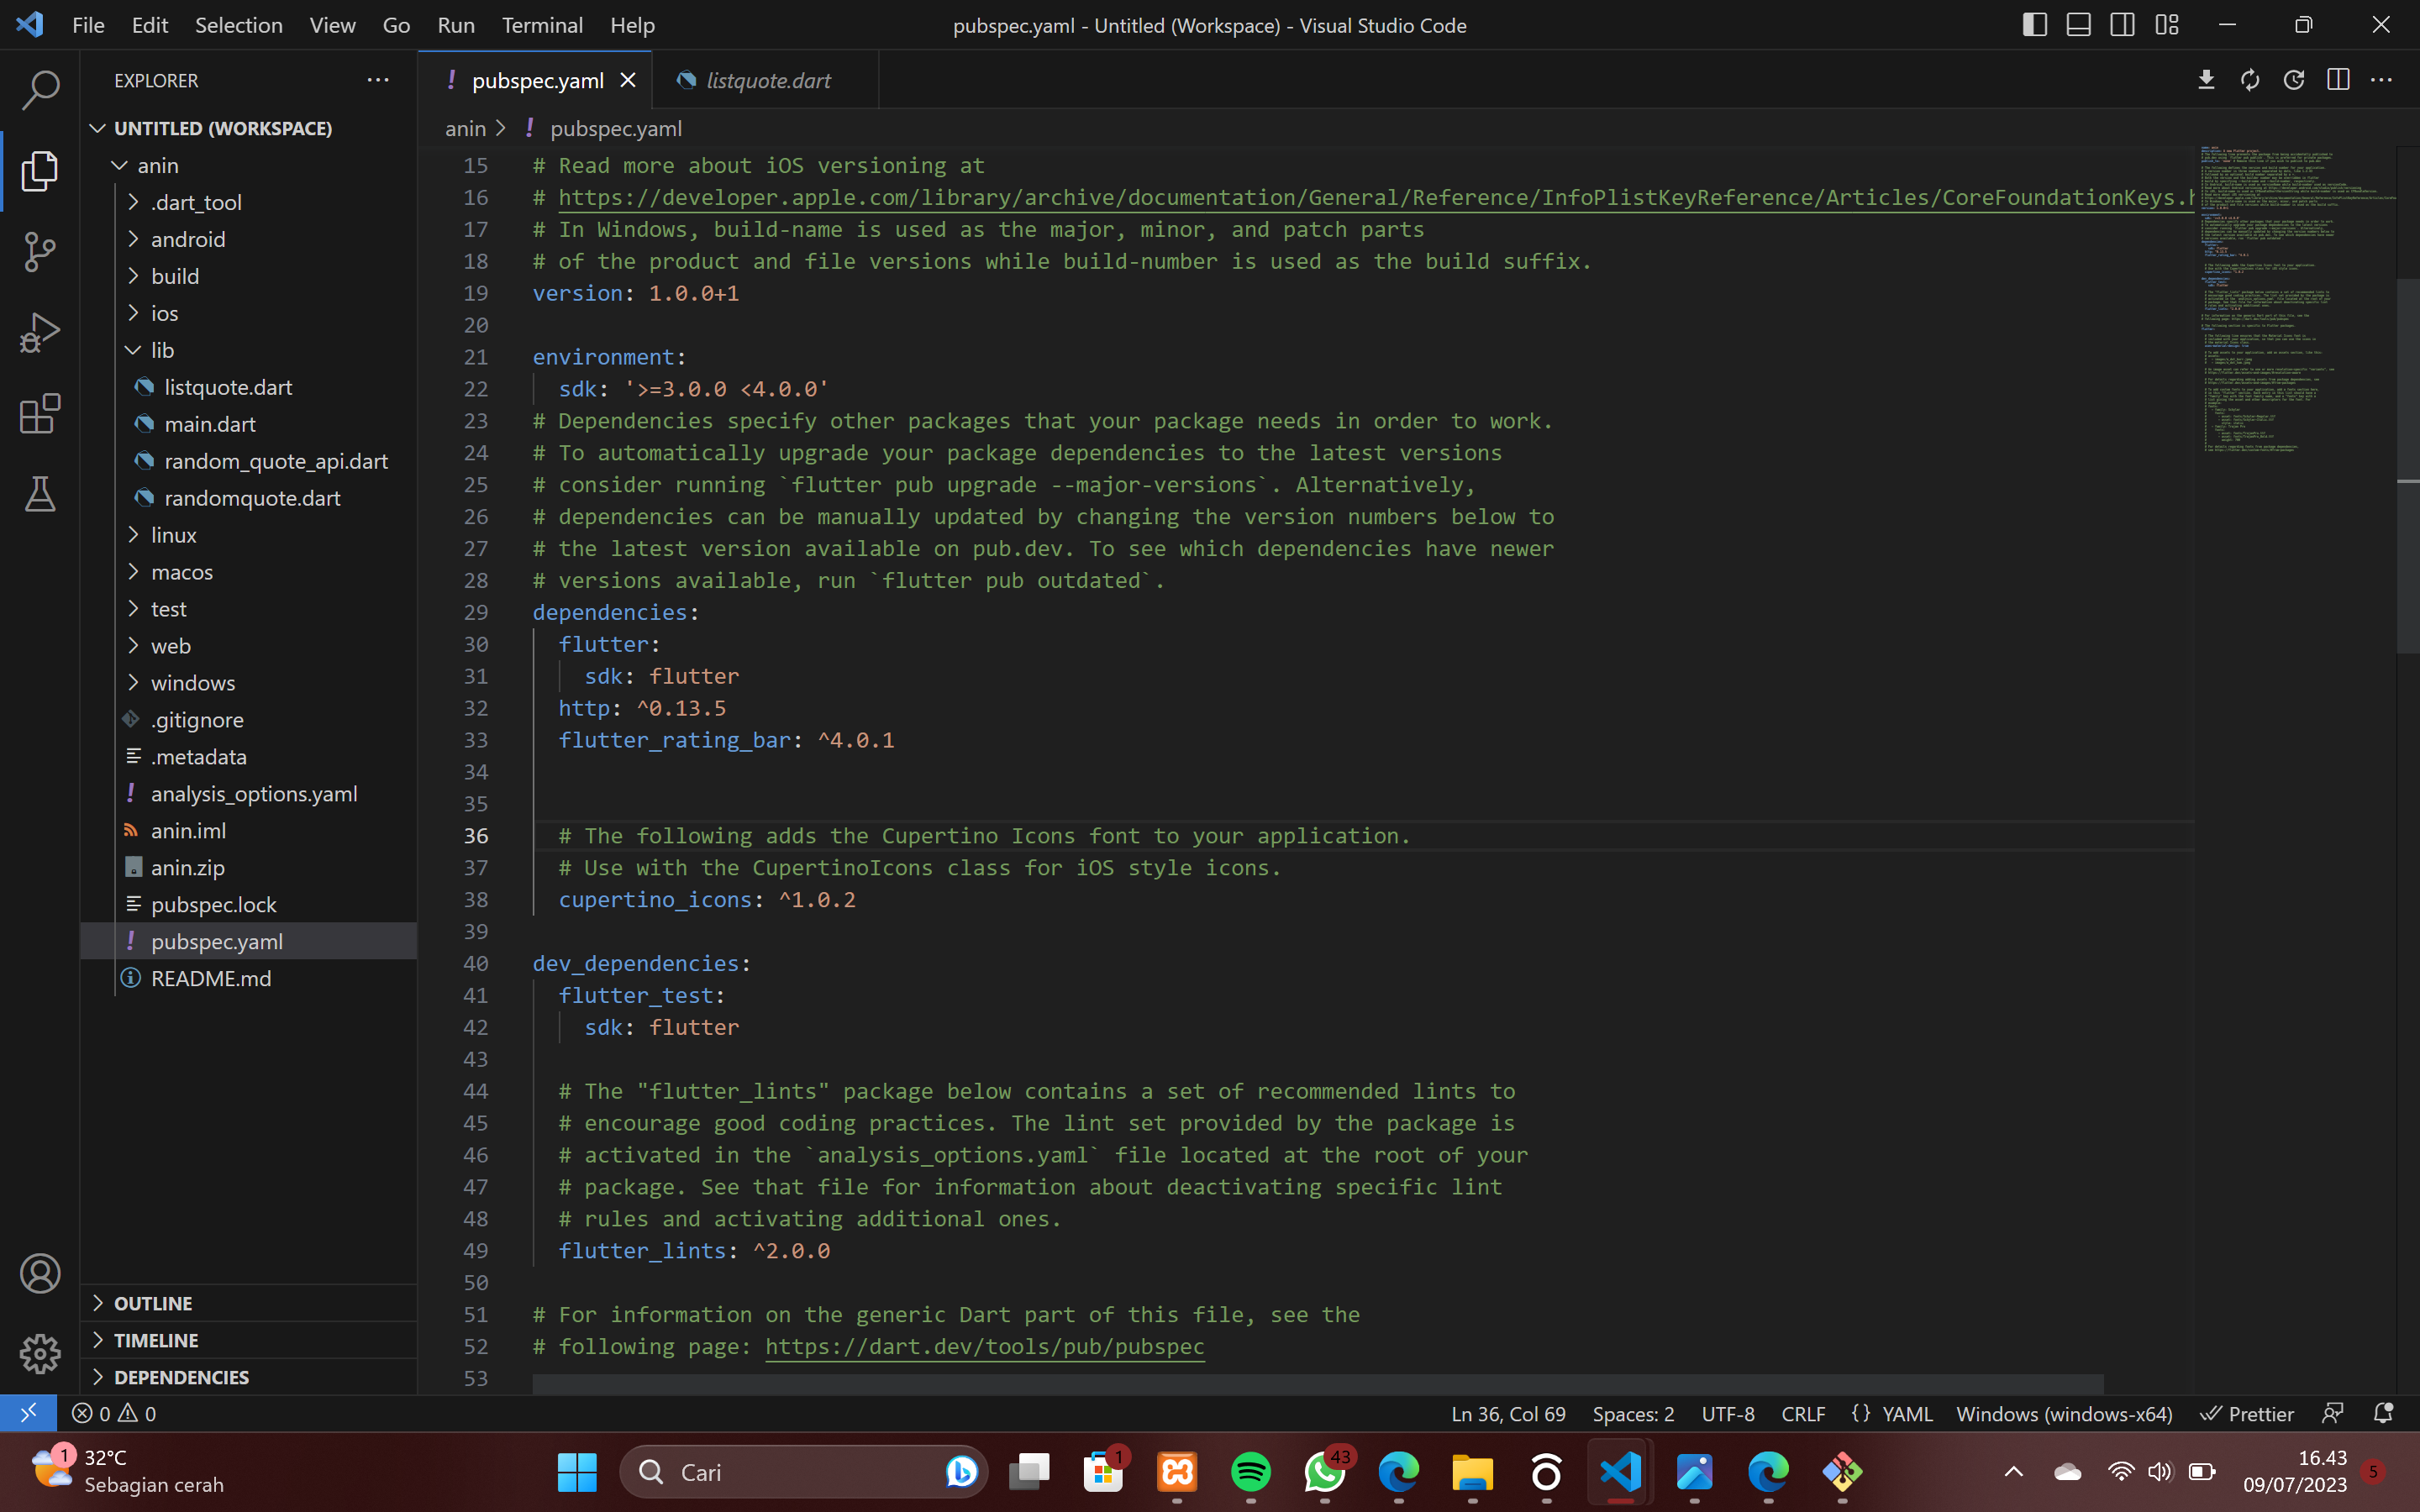 File Edit Selection View Go Run Terminal Help
pubspec.yaml - Untitled (Workspace) - Visual Studio Code
EXPLORER
UNTITLED (WORKSPACE)
anin
.dart_tool
android
build
ios
lib
listquote.dart
main.dart
random_quote_api.dart
randomquote.dart
linux
macos
test
web
windows
.gitignore
.metadata
analysis_options.yaml
anin.iml
anin.zip
pubspec.lock
pubspec.yaml
README.md
OUTLINE
TIMELINE
DEPENDENCIES
! pubspec.yaml
listquote.dart
anin > ! pubspec.yaml
15 # Read more about iOS versioning at
16 # https://developer.apple.com/library/archive/documentation/General/Reference/InfoPlistKeyReference/Articles/CoreFoundationKeys.h
17 # In Windows, build-name is used as the major, minor, and patch parts
18 # of the product and file versions while build-number is used as the build suffix.
19 version: 1.0.0+1
20
21 environment:
22 sdk: '>=3.0.0 <4.0.0'
23 # Dependencies specify other packages that your package needs in order to work.
24 # To automatically upgrade your package dependencies to the latest versions
25 # consider running `flutter pub upgrade --major-versions`. Alternatively,
26 # dependencies can be manually updated by changing the version numbers below to
27 # the latest version available on pub.dev. To see which dependencies have newer
28 # versions available, run `flutter pub outdated`.
29 dependencies:
30 flutter:
31 sdk: flutter
32 http: ^0.13.5
33 flutter_rating_bar: ^4.0.1
34
35
36 # The following adds the Cupertino Icons font to your application.
37 # Use with the CupertinoIcons class for iOS style icons.
38 cupertino_icons: ^1.0.2
39
40 dev_dependencies:
41 flutter_test:
42 sdk: flutter
43
44 # The "flutter_lints" package below contains a set of recommended lints to
45 # encourage good coding practices. The lint set provided by the package is
46 # activated in the `analysis_options.yaml` file located at the root of your
47 # package. See that file for information about deactivating specific lint
48 # rules and activating additional ones.
49 flutter_lints: ^2.0.0
50
51 # For information on the generic Dart part of this file, see the
52 # following page: https://dart.dev/tools/pub/pubspec
53
0 0
Ln 36, Col 69 Spaces: 2 UTF-8 CRLF {} YAML Windows (windows-x64) Prettier
1 32°C
Sebagian cerah
Cari
1
43
16.43
09/07/2023
5